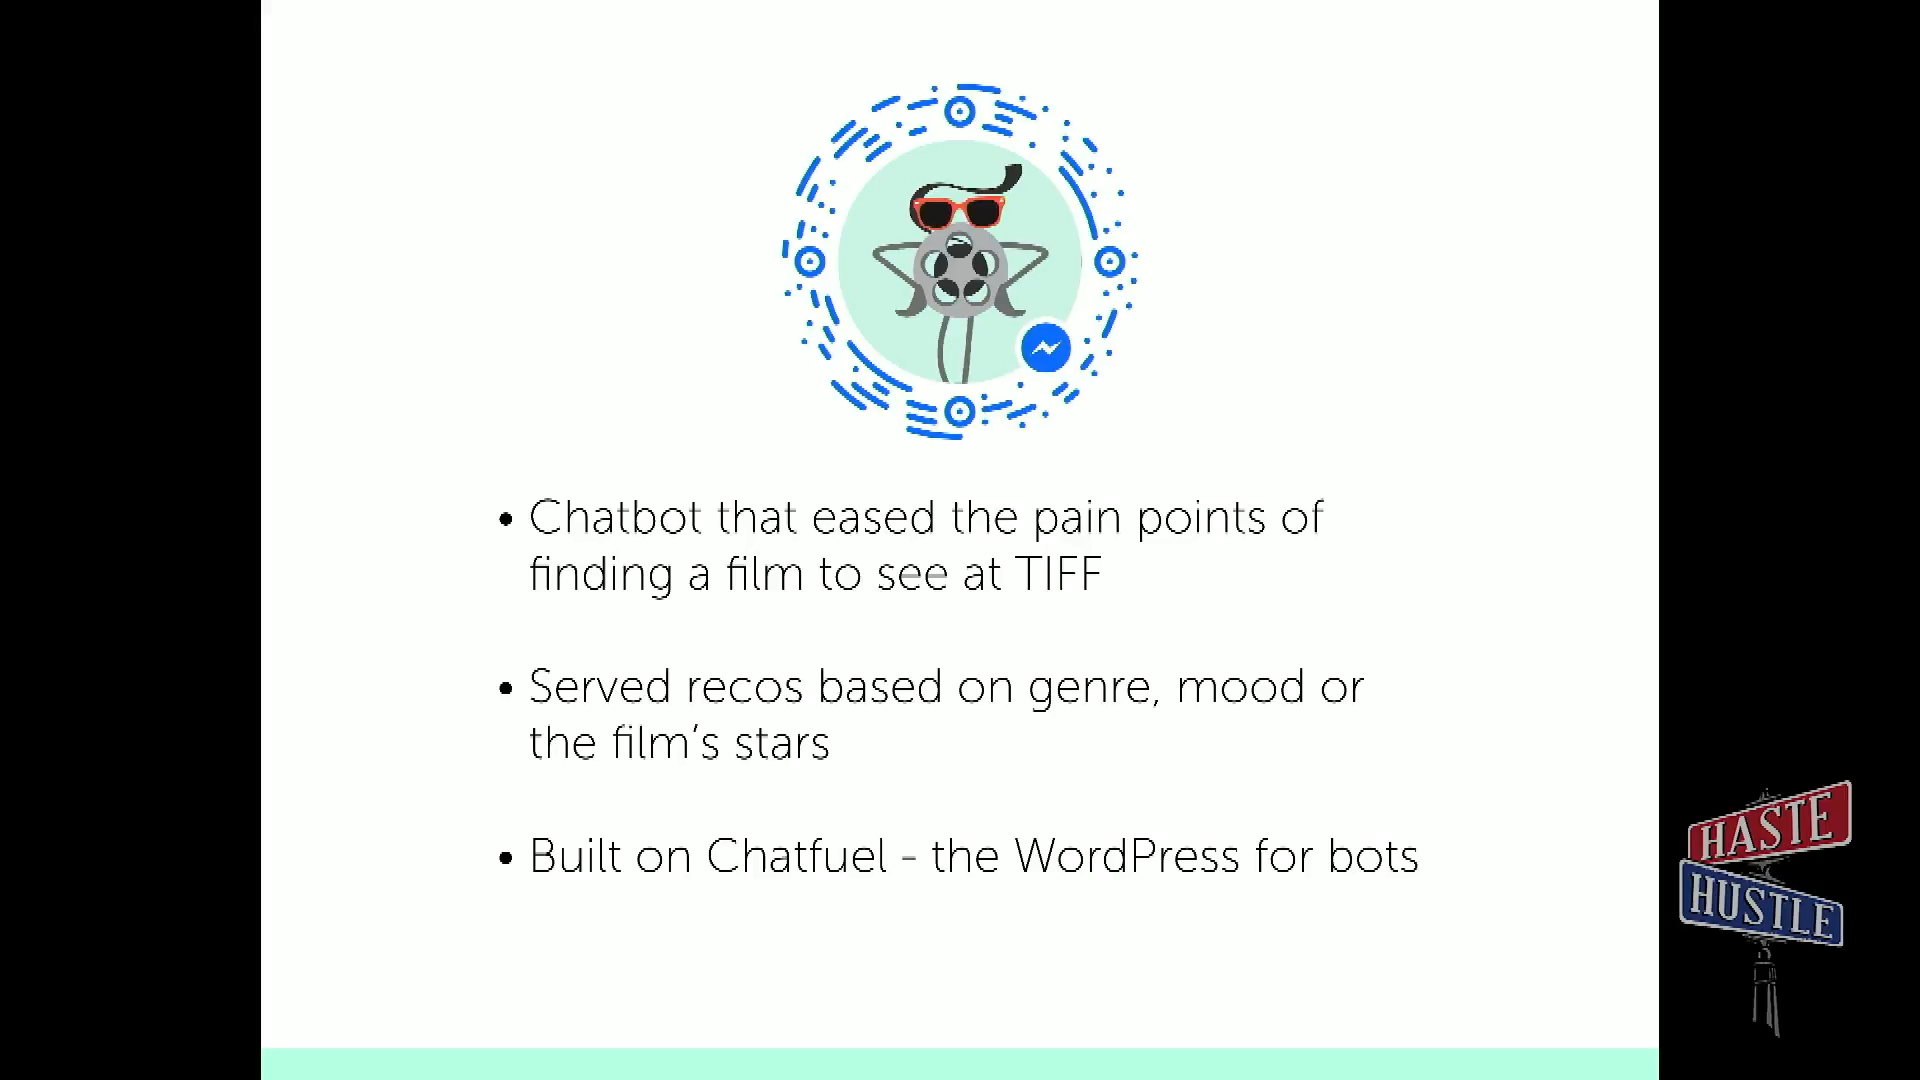 • Chatbot that eased the pain points of
finding a film to see at TIFF
• Served recos based on genre, mood or
the film’s stars
• Built on Chatfuel - the WordPress for bots
HASTE
HUSTLE